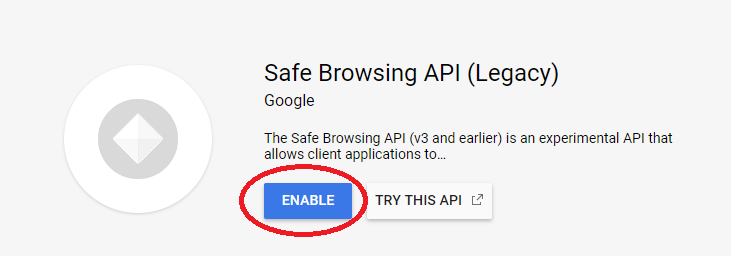 Safe Browsing API (Legacy)
Google
The Safe Browsing API (v3 and earlier) is an experimental API that
allows client applications to…
ENABLE
TRY THIS API